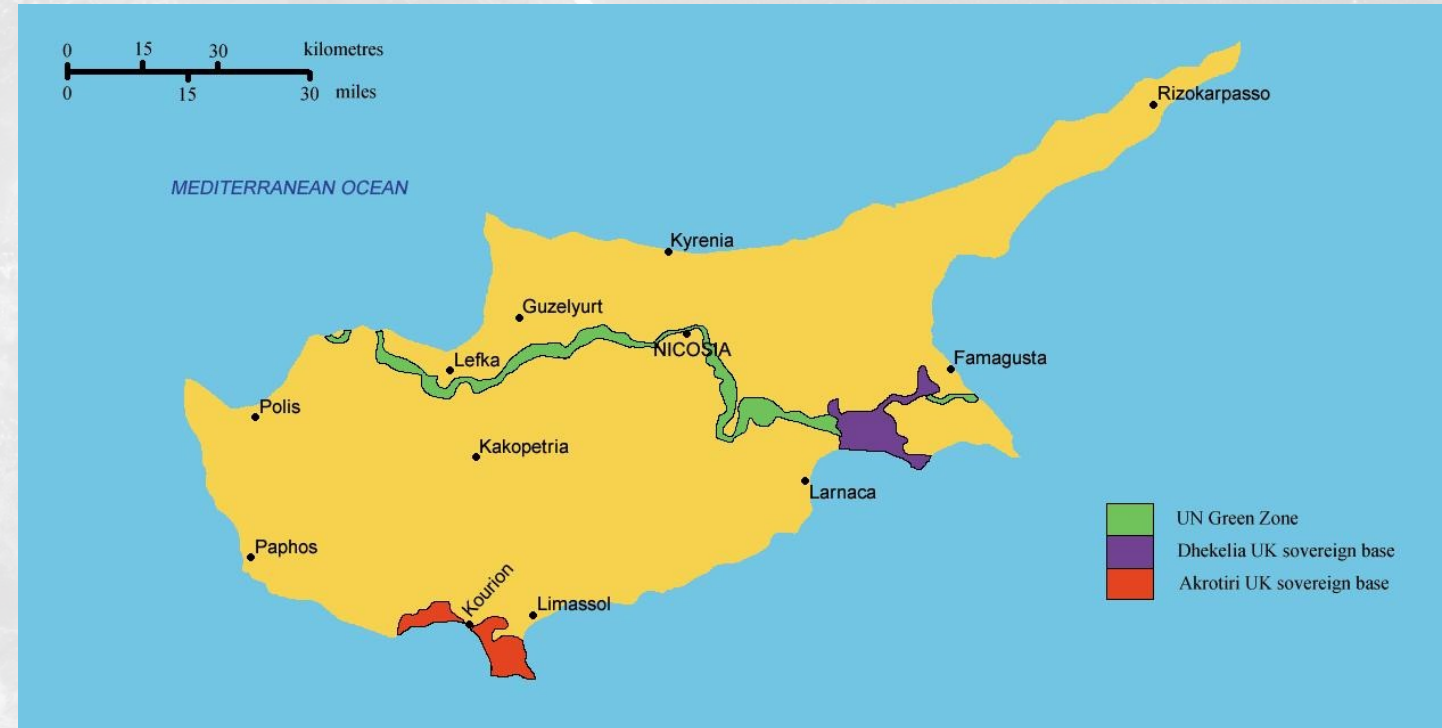 0 15 30 kilometres
0 15 30 miles
Rizokarpasso
MEDITERRANEAN OCEAN
Kyrenia
Guzelyurt
NICOSIA
Lefka
Famagusta
Polis
Kakopetria
Larnaca
UN Green Zone
Dhekelia UK sovereign base
Akrotiri UK sovereign base
Paphos
Kourion
Limassol